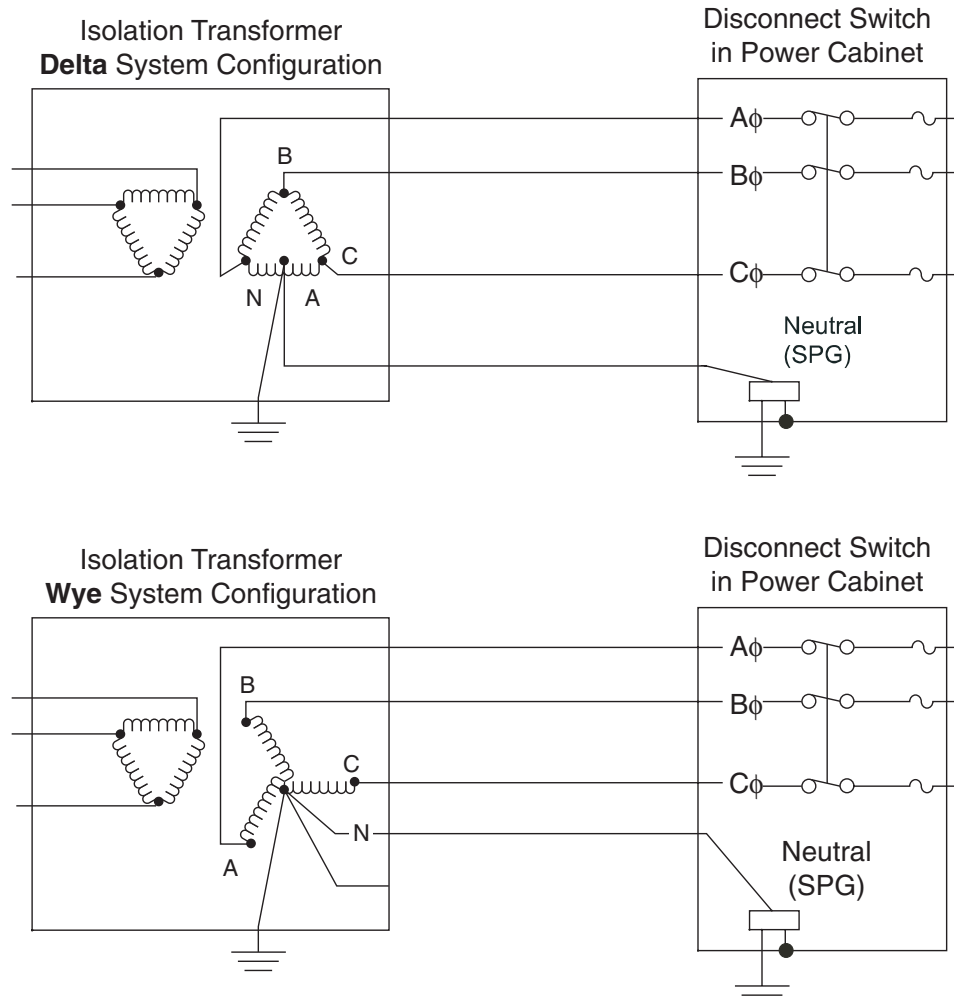 Isolation Transformer
Delta System Configuration
Disconnect Switch
in Power Cabinet
Aϕ
B
Bϕ
C
Cϕ
N
A
Neutral
(SPG)
Isolation Transformer
Wye System Configuration
Disconnect Switch
in Power Cabinet
Aϕ
B
Bϕ
C
Cϕ
N
A
Neutral
(SPG)